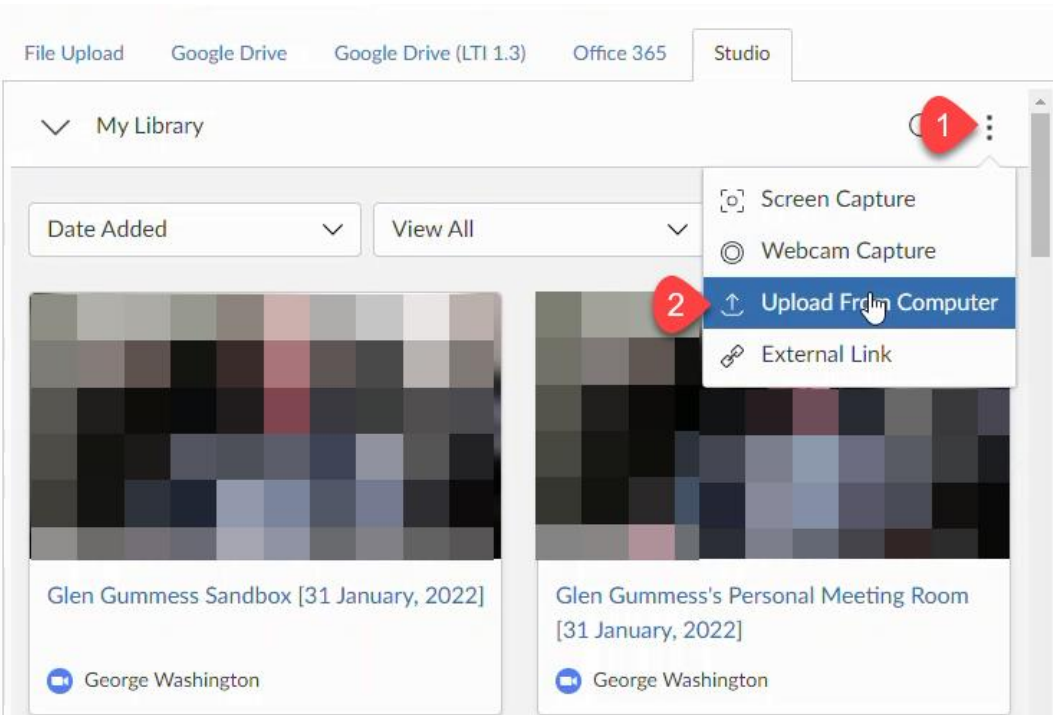 File Upload Google Drive Google Drive (LTI 1.3) Office 365 Studio
My Library
1
Screen Capture
Date Added View All
Webcam Capture
2 Upload From Computer
External Link
Glen Gummess Sandbox [31 January, 2022]
Glen Gummess's Personal Meeting Room
[31 January, 2022]
George Washington
George Washington